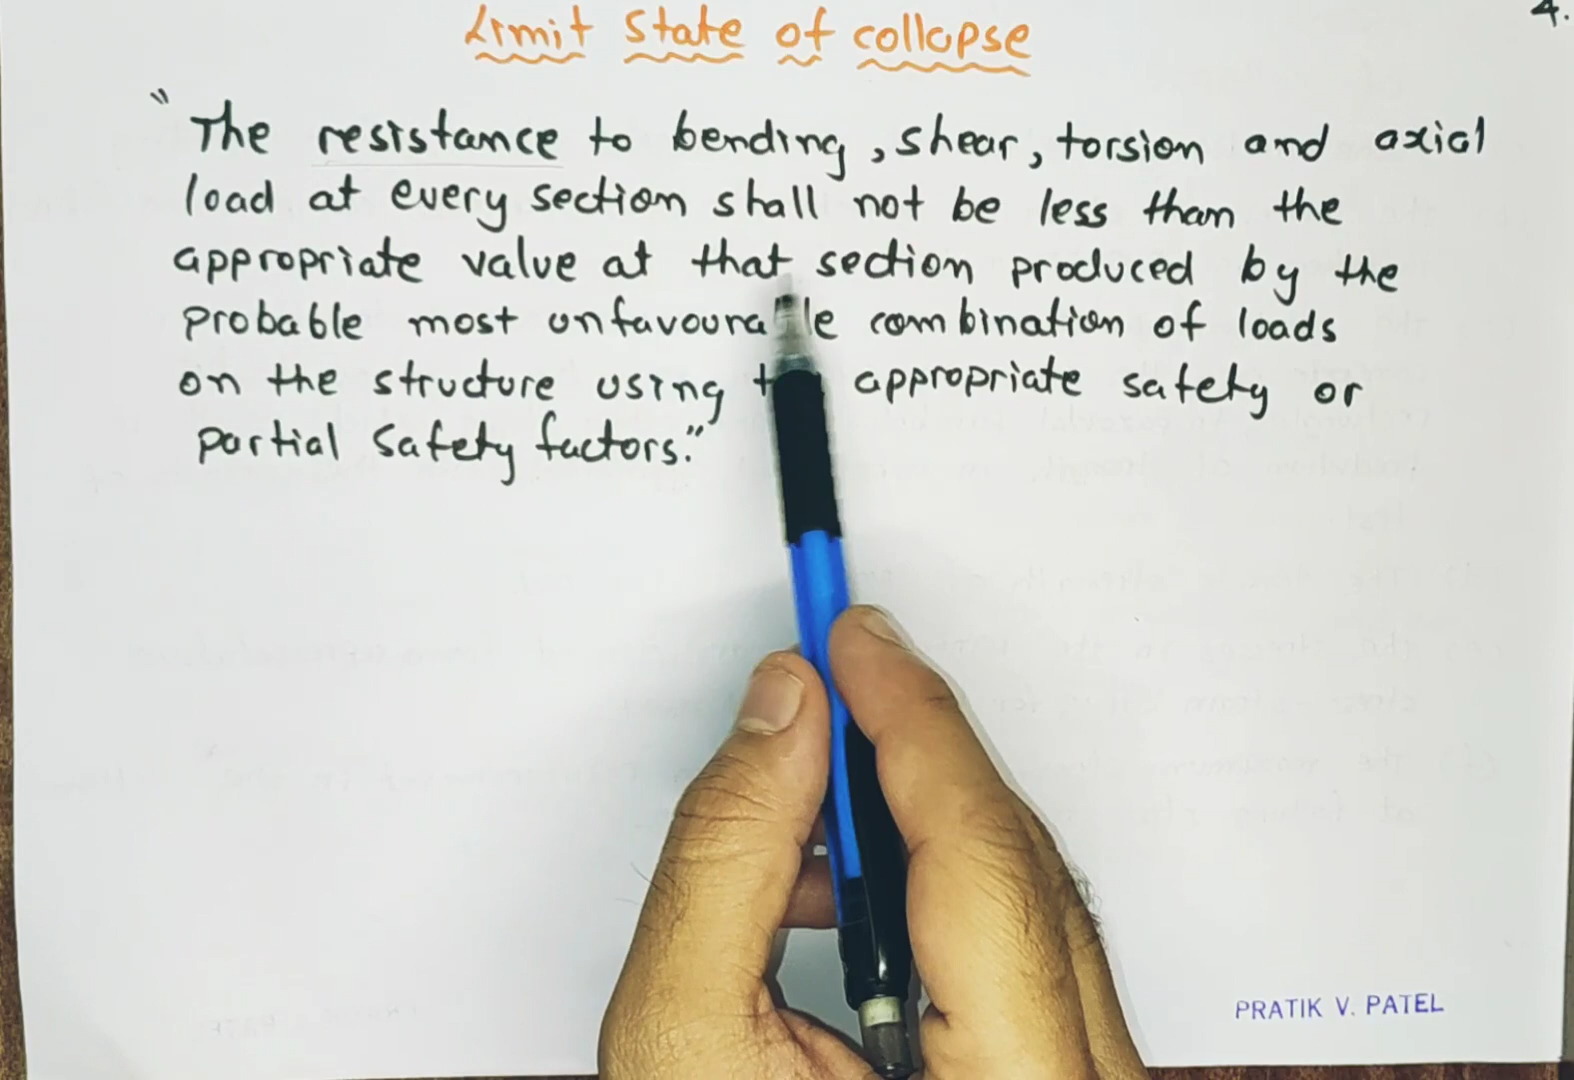 4.
Limit State of collapse
"The resistance to bending, shear, torsion and axial
load at every section shall not be less than the
appropriate value at that section produced by the
probable most unfavourable combination of loads
on the structure using appropriate safety or
partial safety factors."
PRATIK V. PATEL